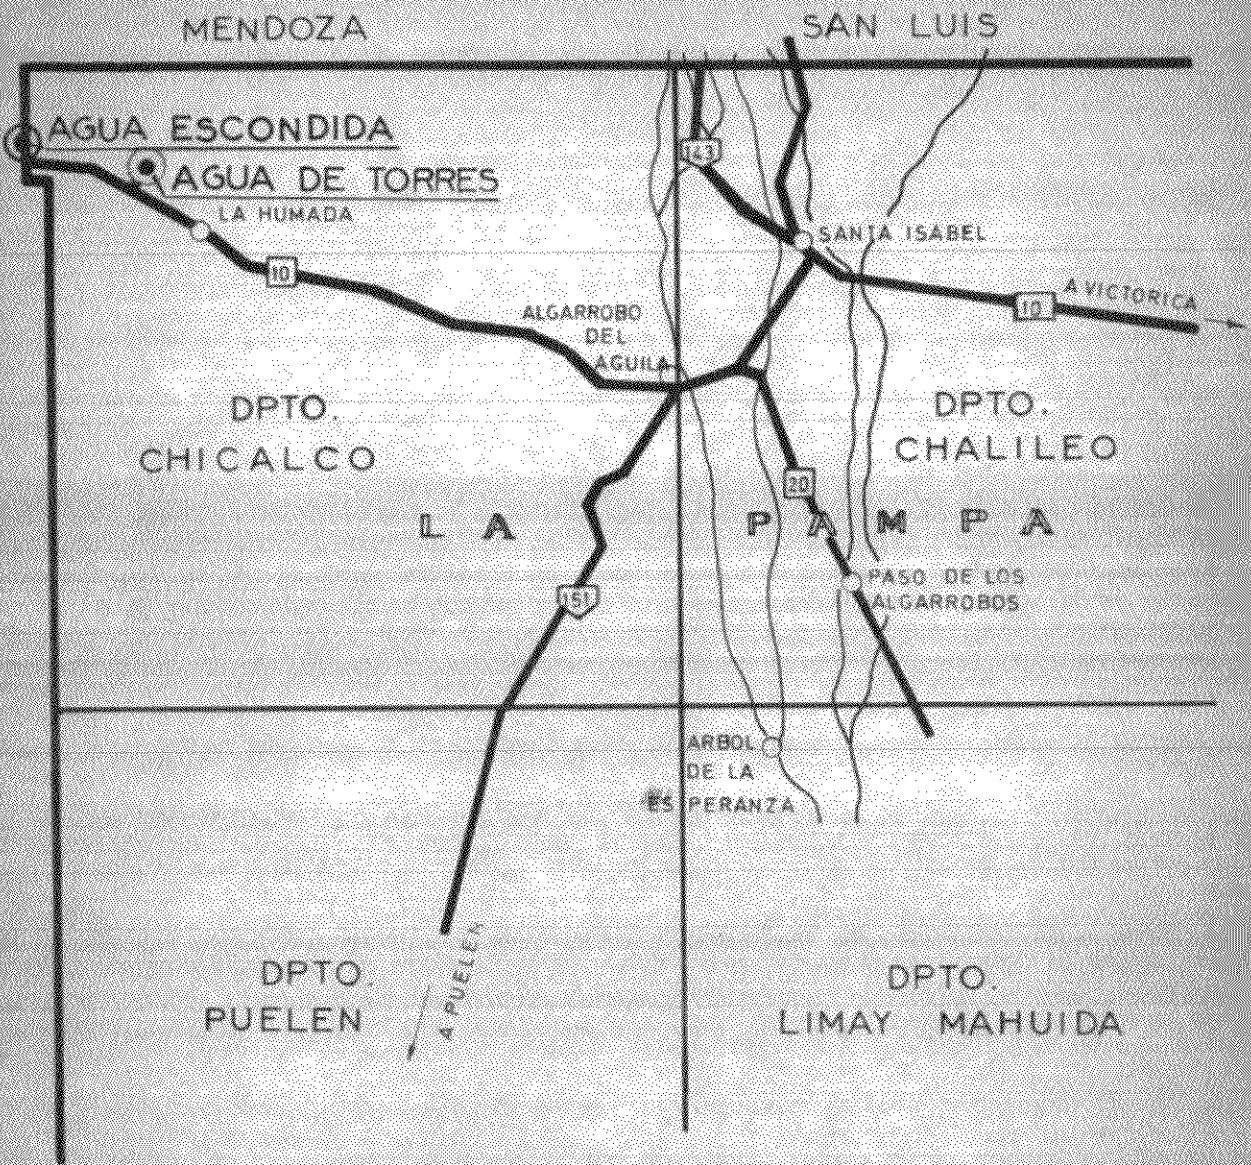 MENDOZA
SAN LUIS
AGUA ESCONDIDA
143
AGUA DE TORRES
LA HUMADA
SANTA ISABEL
10
A VICTORICA
10
ALGARROBO
DEL
AGUILA
DPTO.
CHICALCO
DPTO.
CHALILEO
20
LA PAMPA
PASO DE LOS
ALGARROBOS
151
ARBOL
DE LA
ESPERANZA
A PUELEN
DPTO.
PUELEN
DPTO.
LIMAY MAHUIDA